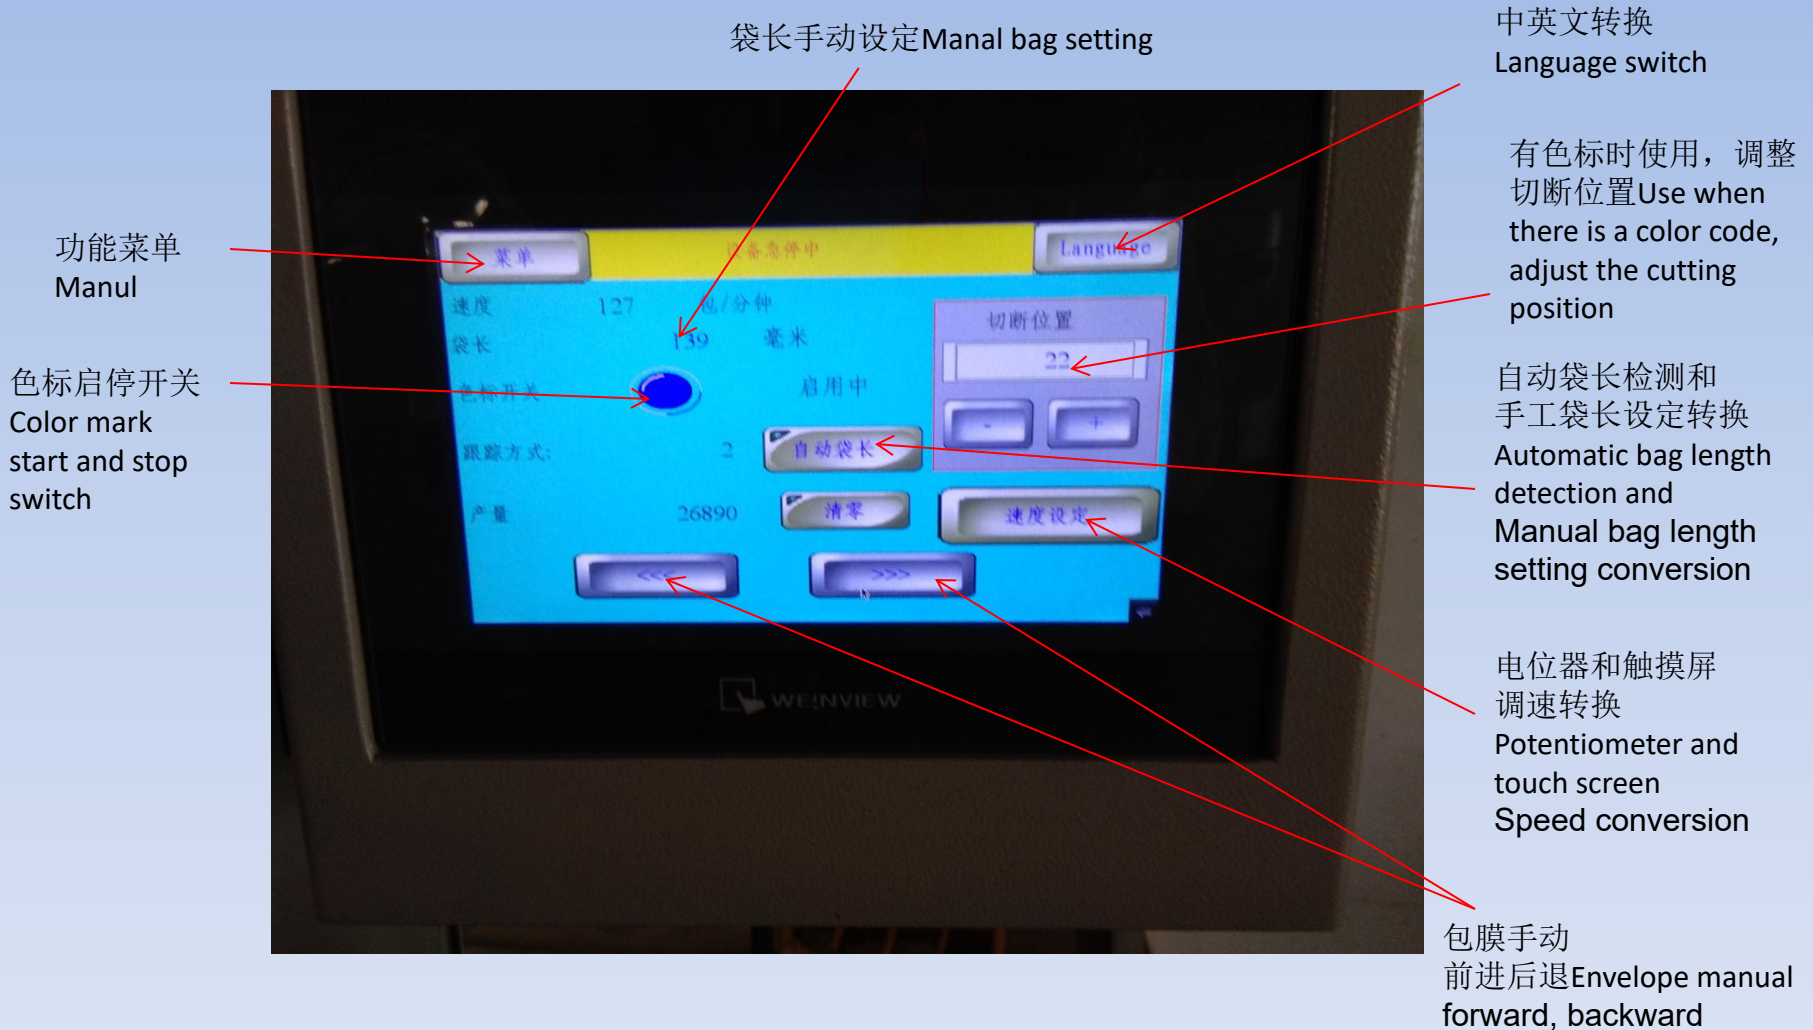 袋长手动设定Manal bag setting
中英文转换
Language switch
有色标时使用，调整
切断位置Use when
there is a color code,
adjust the cutting
position
功能菜单
Manul
色标启停开关
Color mark
start and stop
switch
自动袋长检测和
手工袋长设定转换
Automatic bag length
detection and
Manual bag length
setting conversion
电位器和触摸屏
调速转换
Potentiometer and
touch screen
Speed conversion
包膜手动
前进后退Envelope manual
forward, backward
菜单
设备急停中
Language
速度 127 包/分钟
袋长 139 毫米
色标开关 启用中
跟踪方式: 2 自动袋长
产量 26890 清零
切断位置
22
- +
速度设定
<<< >>>
WEINVIEW